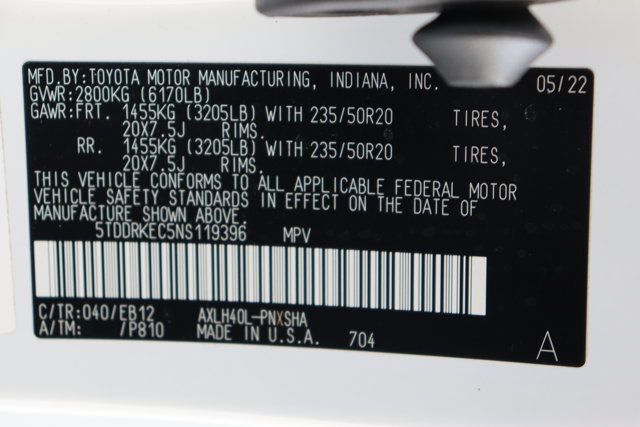 MFD.BY:TOYOTA MOTOR MANUFACTURING, INDIANA, INC. 05/22
GVWR:2800KG (6170LB)
GAWR:FRT. 1455KG (3205LB) WITH 235/50R20 TIRES,
20X7.5J RIMS.
RR. 1455KG (3205LB) WITH 235/50R20 TIRES,
20X7.5J RIMS.
THIS VEHICLE CONFORMS TO ALL APPLICABLE FEDERAL MOTOR
VEHICLE SAFETY STANDARDS IN EFFECT ON THE DATE OF
MANUFACTURE SHOWN ABOVE.
5TDDRKEC5NS119396 MPV
C/TR:040/EB12 AXLH40L-PNXSHA
A/TM: /P810 MADE IN U.S.A. 704 A